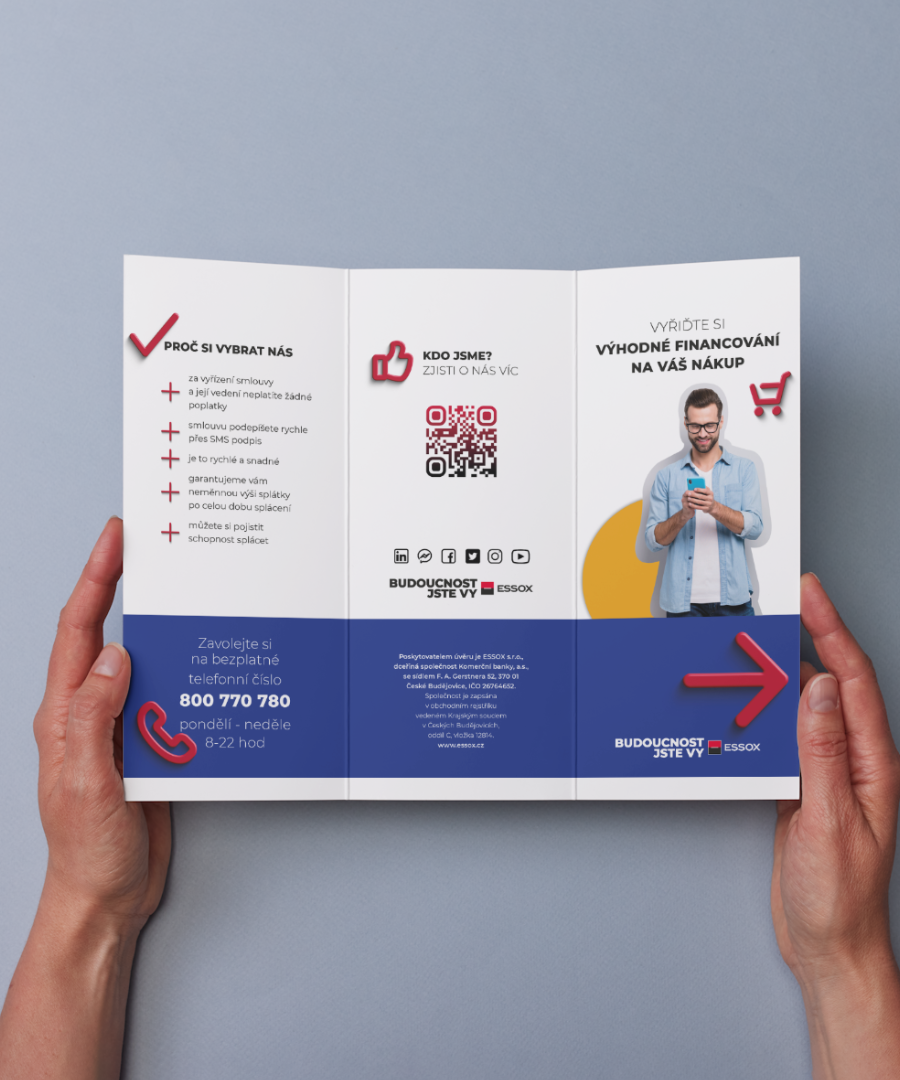 PROČ SI VYBRAT NÁS
za vyřízení smlouvy
a její vedení neplatíte žádné
poplatky
smlouvu podepíšete rychle
přes SMS podpis
je to rychlé a snadné
garantujeme vám
neměnnou výši splátky
po celou dobu splácení
můžete si pojistit
schopnost splácet
Zavolejte si
na bezplatné
telefonní číslo
800 770 780
pondělí - neděle
8-22 hod
KDO JSME?
ZJISTI O NÁS VÍC
in
BUDOUCNOST
JSTE VY
ESSOX
Poskytovatelem úvěru je ESSOX s.r.o.,
dceřiná společnost Komerční banky, a.s.,
se sídlem F. A. Gerstnera 52, 370 01
České Budějovice, IČO 26764652.
Společnost je zapsána
v obchodním rejstříku
vedeném Krajským soudem
v Českých Budějovicích,
oddíl C, vložka 12814.
www.essox.cz
VYŘIĎTE SI
VÝHODNÉ FINANCOVÁNÍ
NA VÁŠ NÁKUP
BUDOUCNOST
JSTE VY
ESSOX